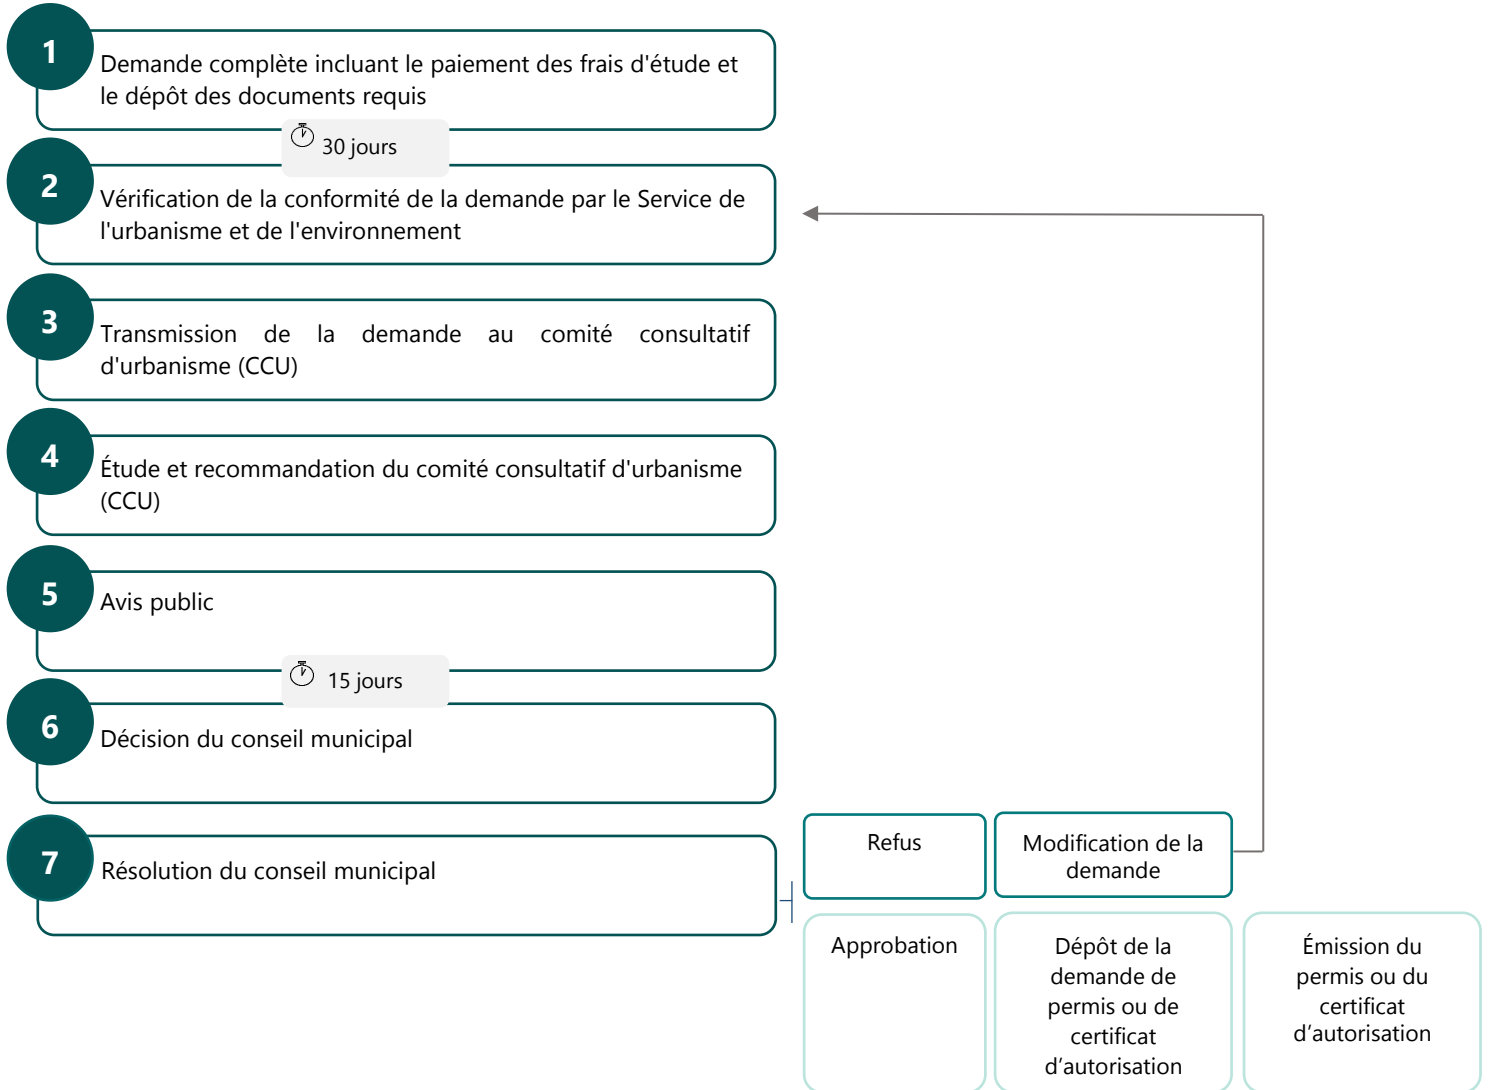 1
Demande complète incluant le paiement des frais d'étude et
le dépôt des documents requis
30 jours
2
Vérification de la conformité de la demande par le Service de
l'urbanisme et de l'environnement
3
Transmission de la demande au comité consultatif
d'urbanisme (CCU)
4
Étude et recommandation du comité consultatif d'urbanisme
(CCU)
5
Avis public
15 jours
6
Décision du conseil municipal
7
Résolution du conseil municipal
Refus
Modification de la
demande
Approbation
Dépôt de la
demande de
permis ou de
certificat
d’autorisation
Émission du
permis ou du
certificat
d’autorisation